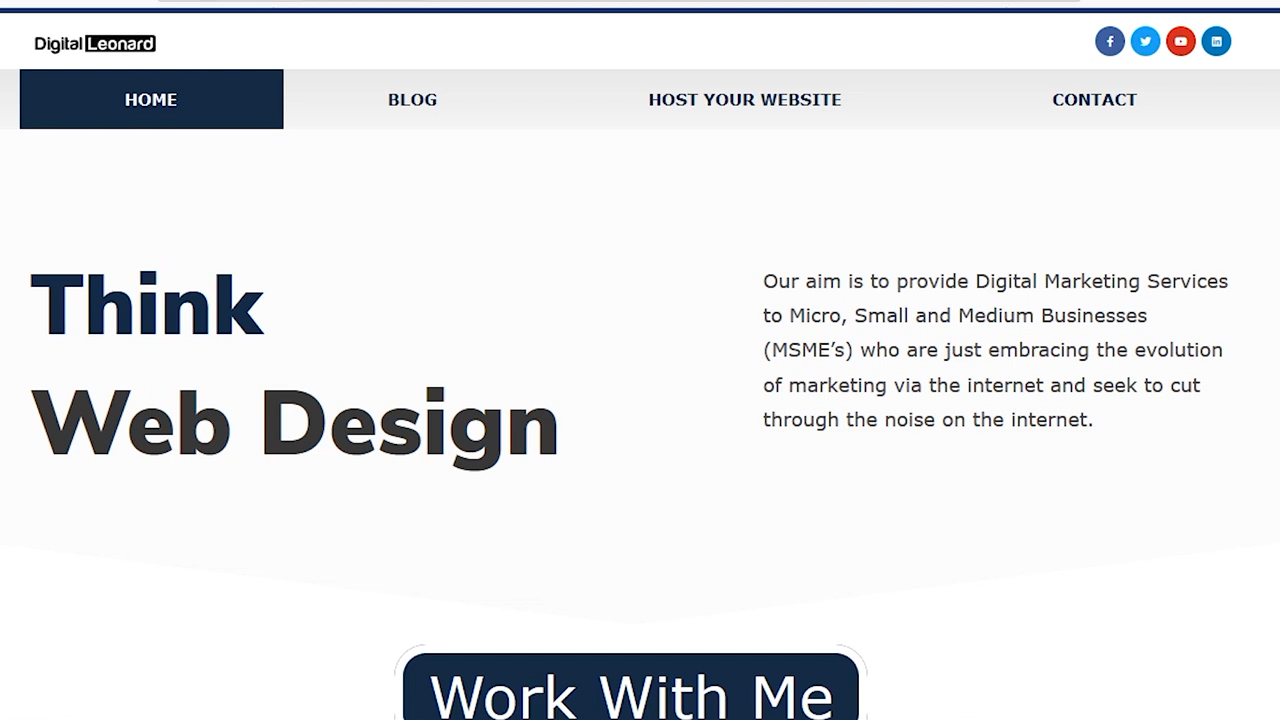 Digital Leonard
HOME
BLOG
HOST YOUR WEBSITE
CONTACT
Think
Web Design
Our aim is to provide Digital Marketing Services
to Micro, Small and Medium Businesses
(MSME’s) who are just embracing the evolution
of marketing via the internet and seek to cut
through the noise on the internet.
Work With Me